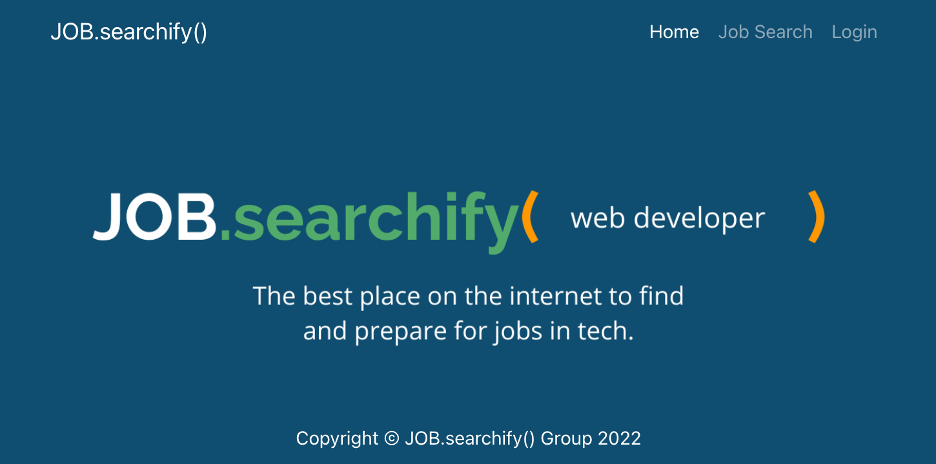 JOB.searchify()
Home Job Search Login
JOB.searchify( web developer )
The best place on the internet to find
and prepare for jobs in tech.
Copyright © JOB.searchify() Group 2022